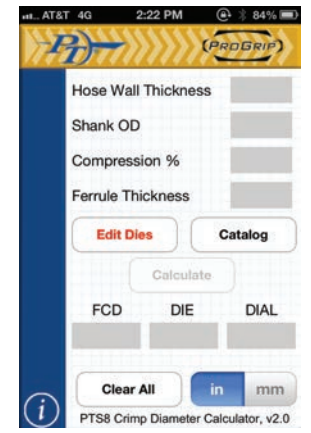 AT&T 4G 2:22 PM 84%
PT PROGRIP
Hose Wall Thickness
Shank OD
Compression %
Ferrule Thickness
Edit Dies Catalog
Calculate
FCD DIE DIAL
Clear All in mm
i PTS8 Crimp Diameter Calculator, v2.0